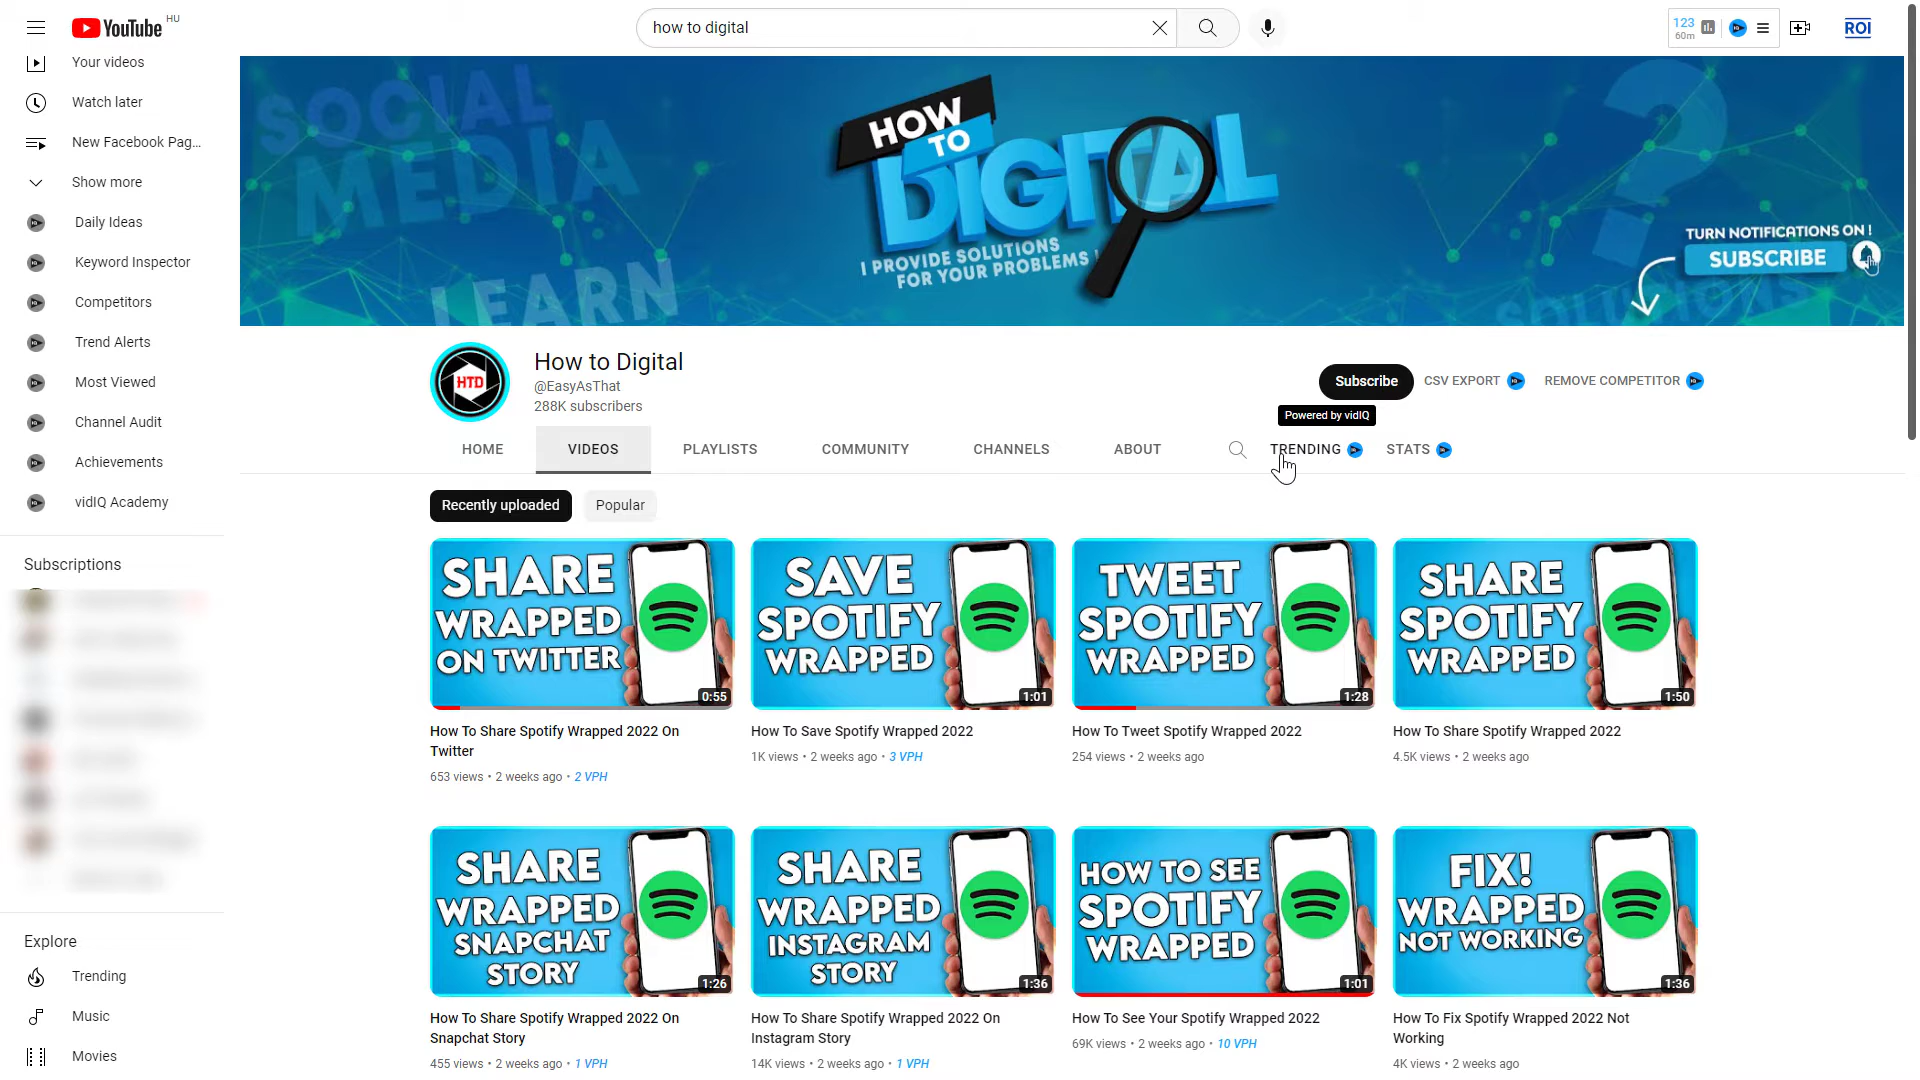 YouTube HU
how to digital
123
60m
ROI
Your videos
Watch later
New Facebook Pag...
Show more
Daily Ideas
Keyword Inspector
Competitors
Trend Alerts
Most Viewed
Channel Audit
Achievements
vidIQ Academy
Subscriptions
Explore
Trending
Music
Movies
SOCIAL
MEDIA
LEARN
HOW
TO
DIGITAL
I PROVIDE SOLUTIONS
FOR YOUR PROBLEMS !
?
TURN NOTIFICATIONS ON !
SUBSCRIBE
SOLUTIONS
HTD
How to Digital
@EasyAsThat
288K subscribers
Subscribe
CSV EXPORT
REMOVE COMPETITOR
Powered by vidIQ
HOME
VIDEOS
PLAYLISTS
COMMUNITY
CHANNELS
ABOUT
TRENDING
STATS
Recently uploaded
Popular
SHARE
WRAPPED
ON TWITTER
0:55
How To Share Spotify Wrapped 2022 On
Twitter
653 views • 2 weeks ago • 2 VPH
SAVE
SPOTIFY
WRAPPED
1:01
How To Save Spotify Wrapped 2022
1K views • 2 weeks ago • 3 VPH
TWEET
SPOTIFY
WRAPPED
1:28
How To Tweet Spotify Wrapped 2022
254 views • 2 weeks ago
SHARE
SPOTIFY
WRAPPED
1:50
How To Share Spotify Wrapped 2022
4.5K views • 2 weeks ago
SHARE
WRAPPED
SNAPCHAT
STORY
1:26
How To Share Spotify Wrapped 2022 On
Snapchat Story
455 views • 2 weeks ago • 1 VPH
SHARE
WRAPPED
INSTAGRAM
STORY
1:36
How To Share Spotify Wrapped 2022 On
Instagram Story
14K views • 2 weeks ago • 1 VPH
HOW TO SEE
SPOTIFY
WRAPPED
1:01
How To See Your Spotify Wrapped 2022
69K views • 2 weeks ago • 10 VPH
FIX!
WRAPPED
NOT WORKING
1:36
How To Fix Spotify Wrapped 2022 Not
Working
4K views • 2 weeks ago